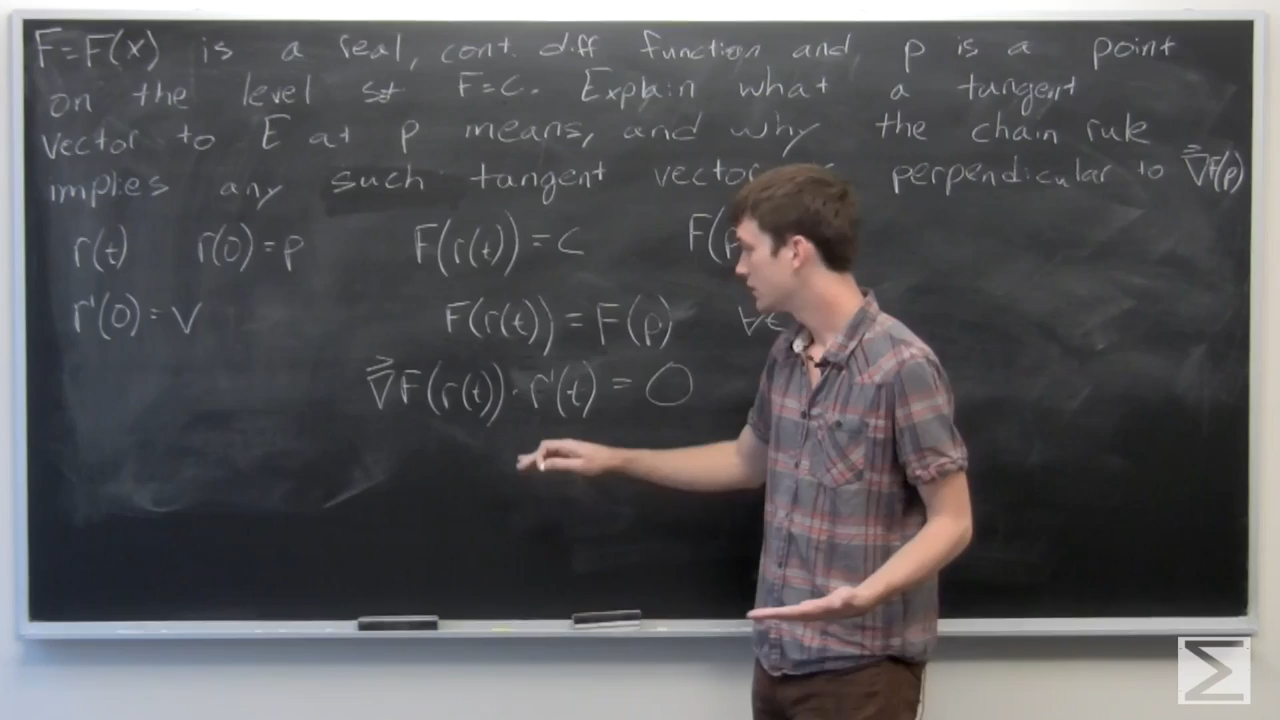 F=F(x) is a real, cont. diff function and p is a point
on the level set F=C. Explain what a tangent
vector to E at p means, and why the chain rule
implies any such tangent vector perpendicular to ∇⃗F(p)
r(t) r(0)=p F(r(t))=C F(p
r'(0)=v F(r(t))=F(p) ∀t
∇⃗F(r(t))·r'(t)=0
Σ